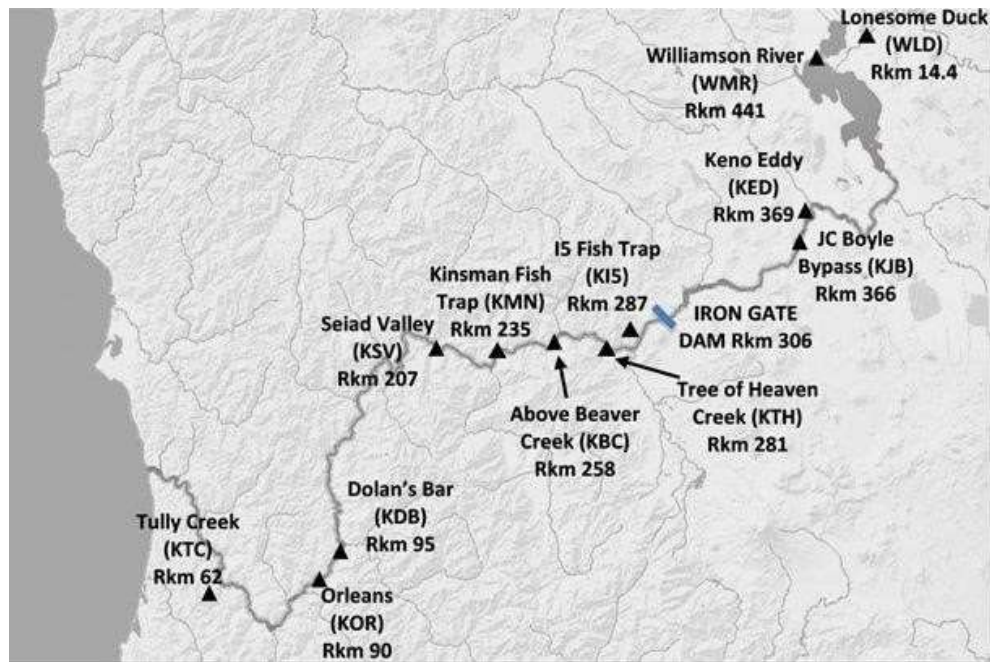 Lonesome Duck
(WLD)
Rkm 14.4
Williamson River
(WMR)
Rkm 441
Keno Eddy
(KED)
Rkm 369
JC Boyle
Bypass (KJB)
Rkm 366
I5 Fish Trap
(KI5)
Rkm 287
Kinsman Fish
Trap (KMN)
Rkm 235
IRON GATE
DAM Rkm 306
Seiad Valley
(KSV)
Rkm 207
Tree of Heaven
Creek (KTH)
Rkm 281
Above Beaver
Creek (KBC)
Rkm 258
Dolan's Bar
(KDB)
Rkm 95
Tully Creek
(KTC)
Rkm 62
Orleans
(KOR)
Rkm 90